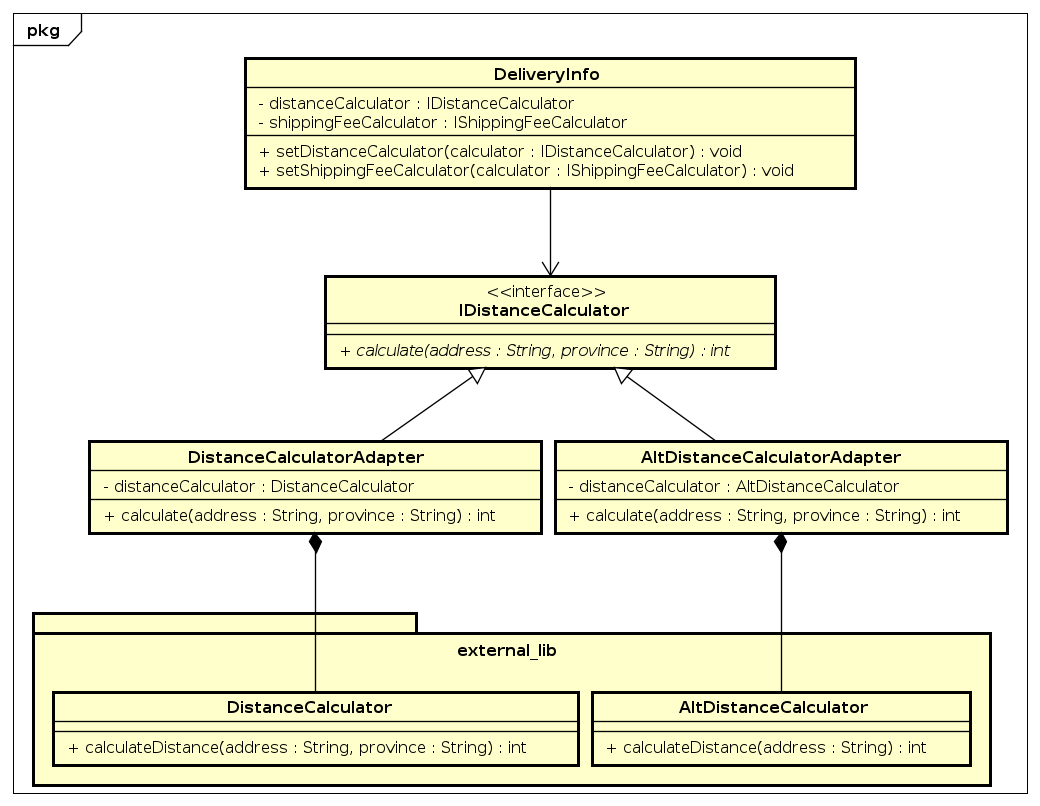 pkg
DeliveryInfo
- distanceCalculator : IDistanceCalculator
- shippingFeeCalculator : IShippingFeeCalculator
+ setDistanceCalculator(calculator : IDistanceCalculator) : void
+ setShippingFeeCalculator(calculator : IShippingFeeCalculator) : void
<<interface>>
IDistanceCalculator
+ calculate(address : String, province : String) : int
DistanceCalculatorAdapter
- distanceCalculator : DistanceCalculator
+ calculate(address : String, province : String) : int
AltDistanceCalculatorAdapter
- distanceCalculator : AltDistanceCalculator
+ calculate(address : String, province : String) : int
external_lib
DistanceCalculator
+ calculateDistance(address : String, province : String) : int
AltDistanceCalculator
+ calculateDistance(address : String) : int